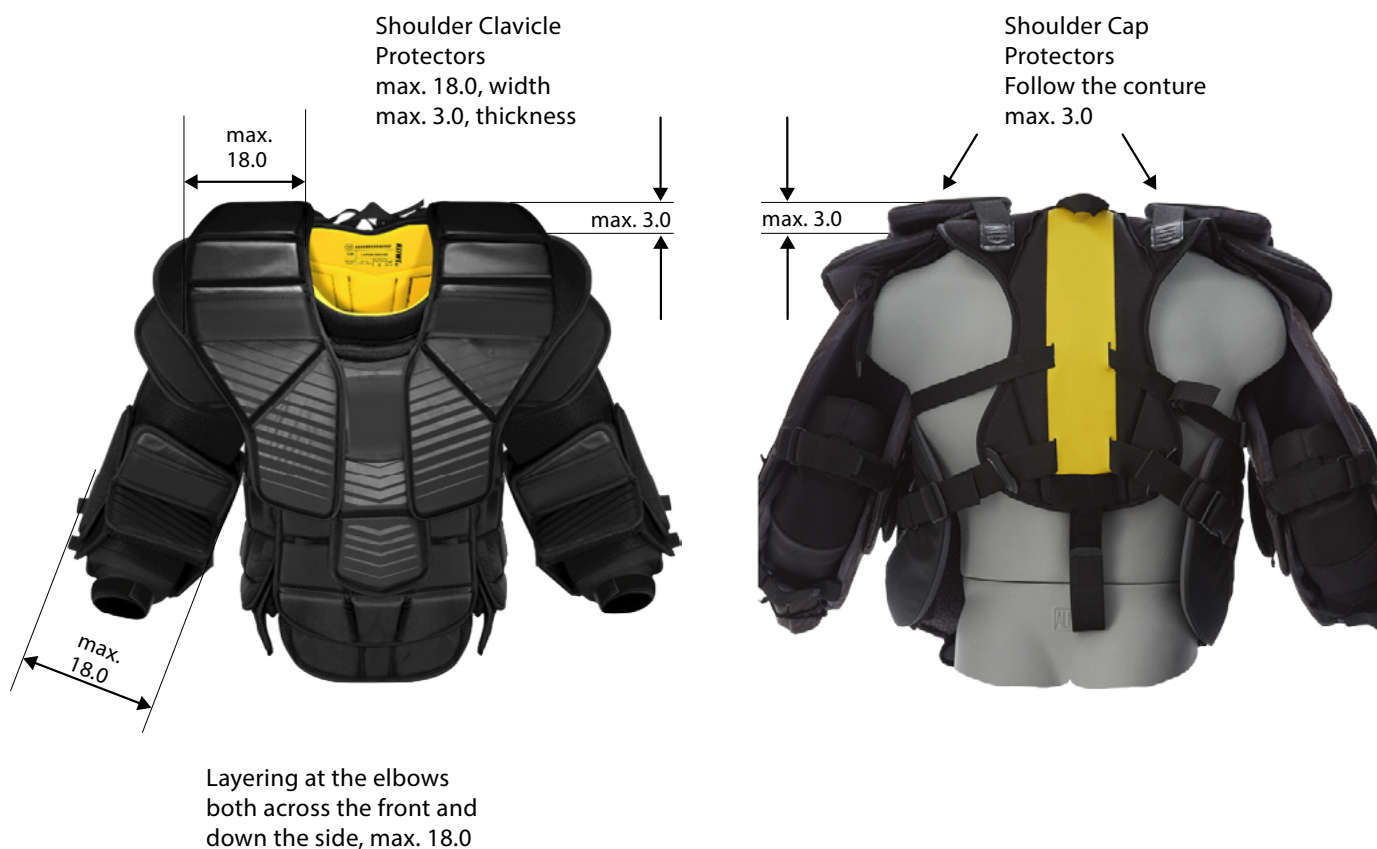 Shoulder Clavicle
Protectors
max. 18.0, width
max. 3.0, thickness
Shoulder Cap
Protectors
Follow the conture
max. 3.0
max.
18.0
max. 3.0
max. 3.0
max.
18.0
Layering at the elbows
both across the front and
down the side, max. 18.0